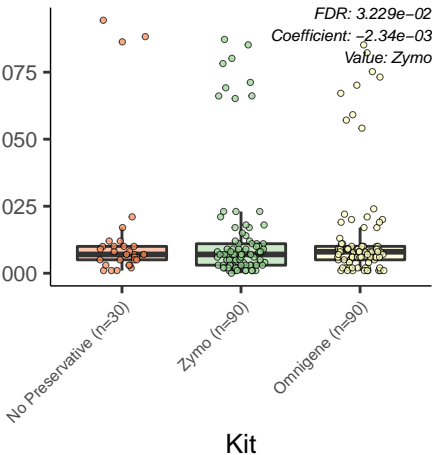 FDR: 3.229e−02
Coefficient: −2.34e−03
Value: Zymo
075
050
025
000
No Preservative (n=30)
Zymo (n=90)
Omnigene (n=90)
Kit